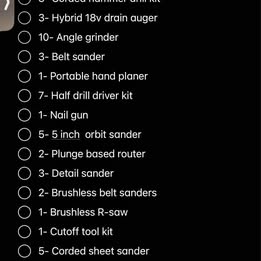 3- Hybrid 18v drain auger
10- Angle grinder
3- Belt sander
1- Portable hand planer
7- Half drill driver kit
1- Nail gun
5- 5 inch orbit sander
2- Plunge based router
3- Detail sander
2- Brushless belt sanders
1- Brushless R-saw
1- Cutoff tool kit
5- Corded sheet sander